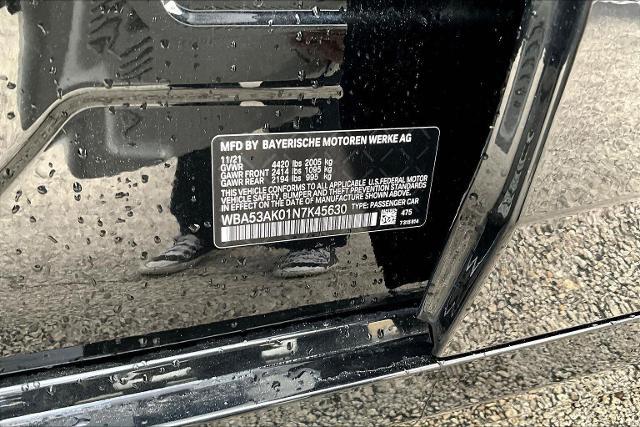 MFD BY BAYERISCHE MOTOREN WERKE AG
11/21
GVWR 4420 lbs 2005 kg
GAWR FRONT 2414 lbs 1095 kg
GAWR REAR 2194 lbs 995 kg
THIS VEHICLE CONFORMS TO ALL APPLICABLE U.S. FEDERAL MOTOR
VEHICLE SAFETY, BUMPER, AND THEFT PREVENTION STANDARDS
IN EFFECT ON THE DATE OF MANUFACTURE SHOWN ABOVE.
WBA53AK01N7K45630 TYPE: PASSENGER CAR
475